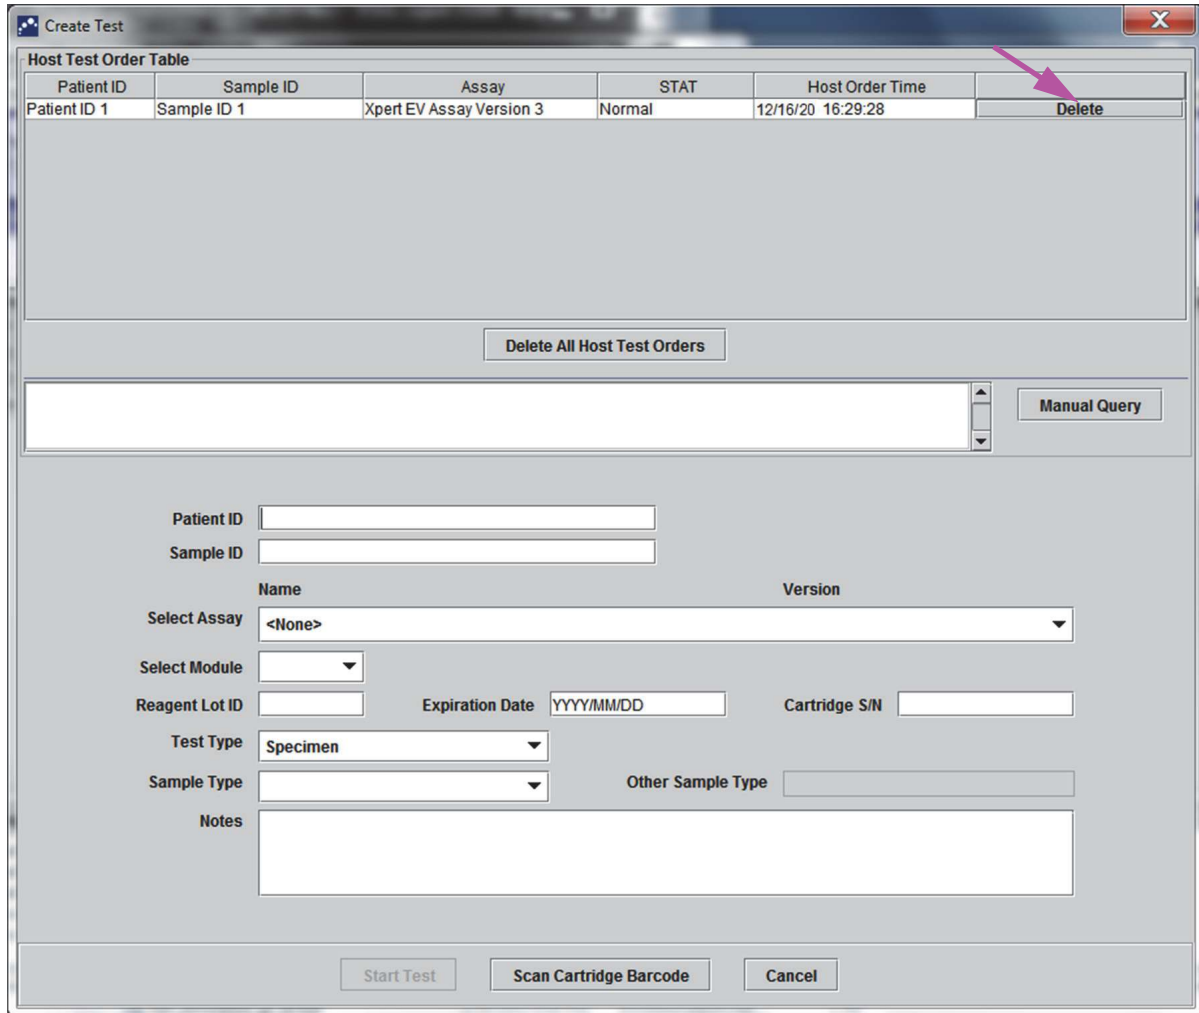 Create Test
X
Host Test Order Table
Patient ID Sample ID Assay STAT Host Order Time
Patient ID 1 Sample ID 1 Xpert EV Assay Version 3 Normal 12/16/20 16:29:28 Delete
Delete All Host Test Orders
Manual Query
Patient ID
Sample ID
Name Version
Select Assay <None>
Select Module
Reagent Lot ID Expiration Date YYYY/MM/DD Cartridge S/N
Test Type Specimen
Sample Type Other Sample Type
Notes
Start Test Scan Cartridge Barcode Cancel